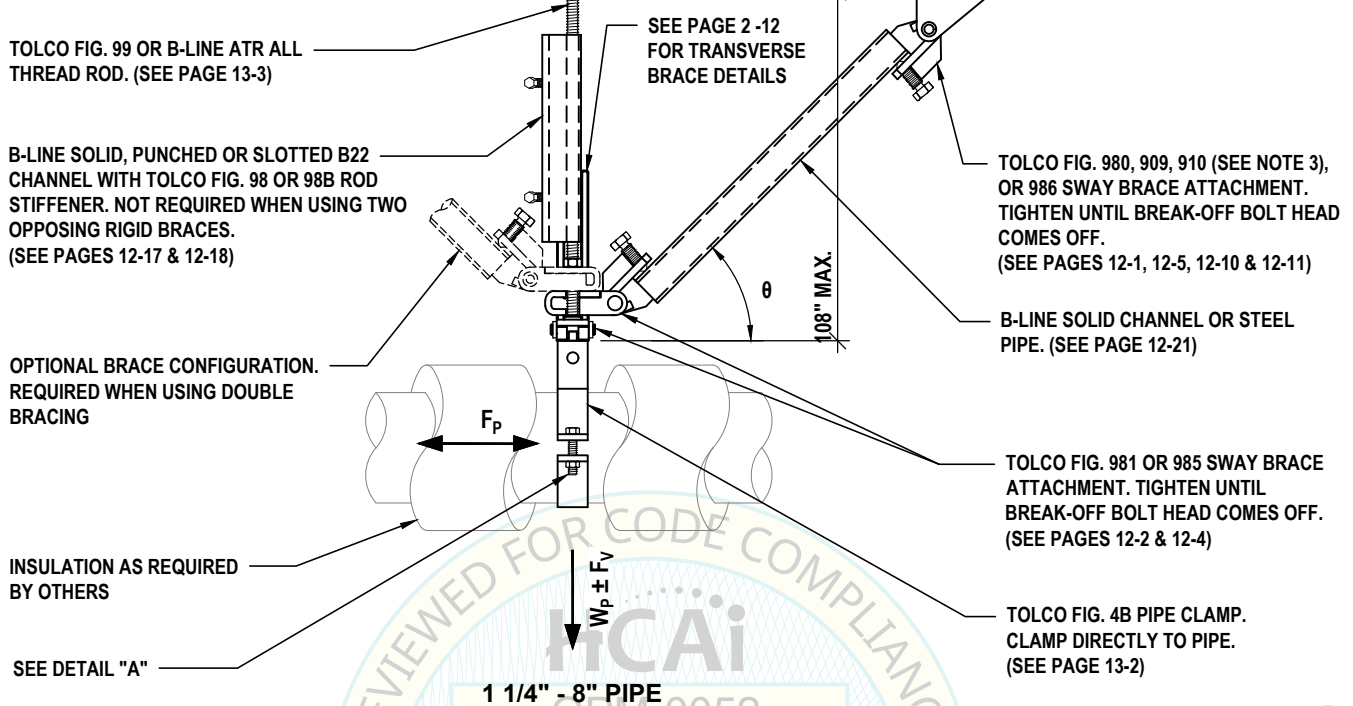 TOLCO FIG. 99 OR B-LINE ATR ALL
THREAD ROD. (SEE PAGE 13-3)
SEE PAGE 2 -12
FOR TRANSVERSE
BRACE DETAILS
B-LINE SOLID, PUNCHED OR SLOTTED B22
CHANNEL WITH TOLCO FIG. 98 OR 98B ROD
STIFFENER. NOT REQUIRED WHEN USING TWO
OPPOSING RIGID BRACES.
(SEE PAGES 12-17 & 12-18)
TOLCO FIG. 980, 909, 910 (SEE NOTE 3),
OR 986 SWAY BRACE ATTACHMENT.
TIGHTEN UNTIL BREAK-OFF BOLT HEAD
COMES OFF.
(SEE PAGES 12-1, 12-5, 12-10 & 12-11)
θ
108" MAX.
B-LINE SOLID CHANNEL OR STEEL
PIPE. (SEE PAGE 12-21)
OPTIONAL BRACE CONFIGURATION.
REQUIRED WHEN USING DOUBLE
BRACING
FP
TOLCO FIG. 981 OR 985 SWAY BRACE
ATTACHMENT. TIGHTEN UNTIL
BREAK-OFF BOLT HEAD COMES OFF.
(SEE PAGES 12-2 & 12-4)
INSULATION AS REQUIRED
BY OTHERS
WP ± FV
TOLCO FIG. 4B PIPE CLAMP.
CLAMP DIRECTLY TO PIPE.
(SEE PAGE 13-2)
SEE DETAIL "A"
1 1/4" - 8" PIPE
FOR CODE
HCAi